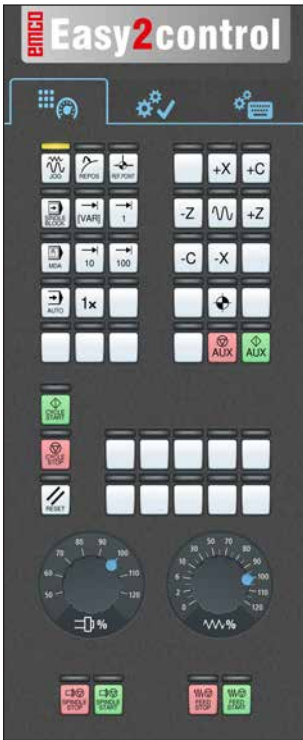 emco Easy2control
JOG REPOS REF.POINT +X +C
SINGLE BLOCK [VAR] 1 -Z +Z
MDA 10 100 -C -X
AUTO 1x
AUX AUX
CYCLE START
CYCLE STOP
RESET
50 60 70 80 90 100 110 120 %
0 2 6 10 20 30 40 50 60 70 80 90 100 110 120 %
SPINDLE STOP SPINDLE START FEED STOP FEED START